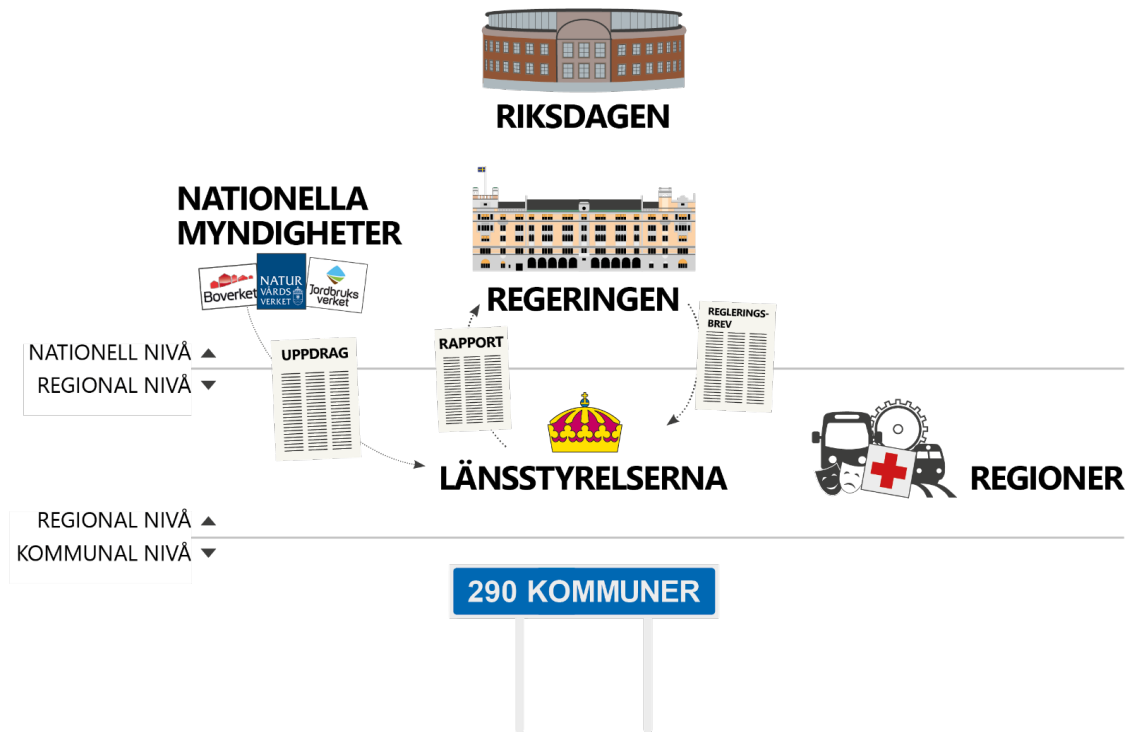 RIKSDAGEN
NATIONELLA
MYNDIGHETER
Boverket
NATUR
VÅRDS
VERKET
Jordbruks
verket
REGERINGEN
REGLERINGS-
BREV
RAPPORT
UPPDRAG
NATIONELL NIVÅ ▲
REGIONAL NIVÅ ▼
LÄNSSTYRELSERNA
REGIONER
REGIONAL NIVÅ ▲
KOMMUNAL NIVÅ ▼
290 KOMMUNER